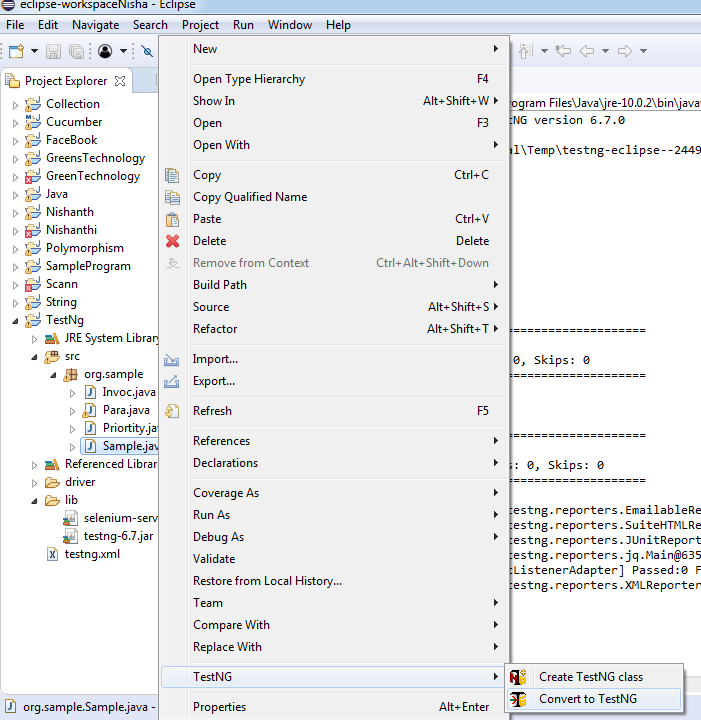 eclipse-workspaceNisha - Eclipse
File Edit Navigate Search Project Run Window Help
Project Explorer
Collection
Cucumber
FaceBook
GreensTechnology
GreenTechnology
Java
Nishanth
Nishanthi
Polymorphism
SampleProgram
Scann
String
TestNg
JRE System Library
src
org.sample
Invoc.java
Para.java
Priortity.ja
Sample.jav
Referenced Librar
driver
lib
selenium-serv
testng-6.7.jar
testng.xml
New
Open Type Hierarchy F4
Show In Alt+Shift+W
Open F3
Open With
Copy Ctrl+C
Copy Qualified Name
Paste Ctrl+V
Delete Delete
Remove from Context Ctrl+Alt+Shift+Down
Build Path
Source Alt+Shift+S
Refactor Alt+Shift+T
Import...
Export...
Refresh F5
References
Declarations
Coverage As
Run As
Debug As
Validate
Restore from Local History...
Team
Compare With
Replace With
TestNG
Properties Alt+Enter
Create TestNG class
Convert to TestNG
rogram Files\Java\jre-10.0.2\bin\java
NG version 6.7.0
al\Temp\testng-eclipse--2449
===================
0, Skips: 0
===================
===================
: 0, Skips: 0
===================
testng.reporters.EmailableRe
testng.reporters.SuiteHTMLRe
testng.reporters.JUnitReport
testng.reporters.jq.Main@635
tListenerAdapter] Passed:0 F
testng.reporters.XMLReporter
org.sample.Sample.java -